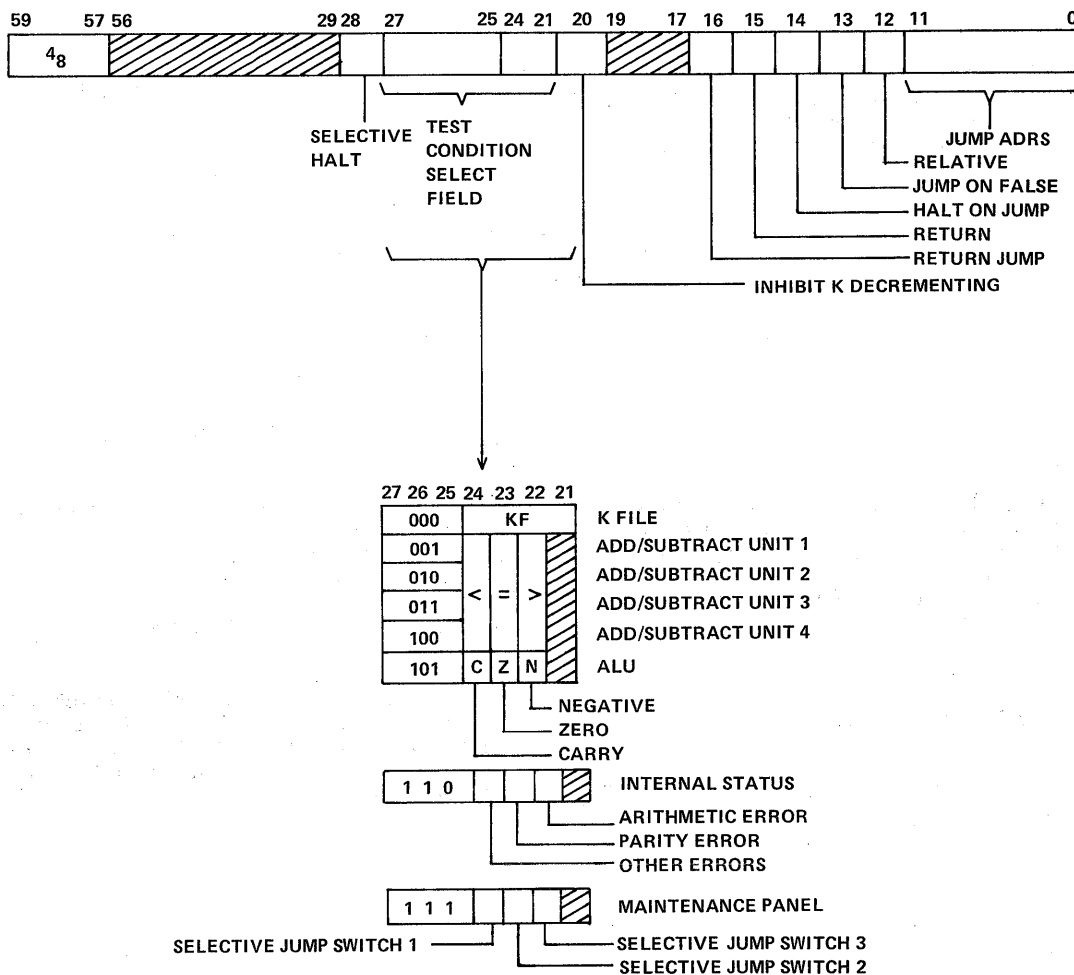 59 57 56 29 28 27 25 24 21 20 19 17 16 15 14 13 12 11 0
4₈
SELECTIVE
HALT
TEST
CONDITION
SELECT
FIELD
JUMP ADRS
RELATIVE
JUMP ON FALSE
HALT ON JUMP
RETURN
RETURN JUMP
INHIBIT K DECREMENTING
27 26 25 24 23 22 21
000 KF K FILE
001 ADD/SUBTRACT UNIT 1
010 ADD/SUBTRACT UNIT 2
< = >
011 ADD/SUBTRACT UNIT 3
100 ADD/SUBTRACT UNIT 4
101 C Z N ALU
NEGATIVE
ZERO
CARRY
1 1 0 INTERNAL STATUS
ARITHMETIC ERROR
PARITY ERROR
OTHER ERRORS
1 1 1 MAINTENANCE PANEL
SELECTIVE JUMP SWITCH 1 SELECTIVE JUMP SWITCH 3
SELECTIVE JUMP SWITCH 2